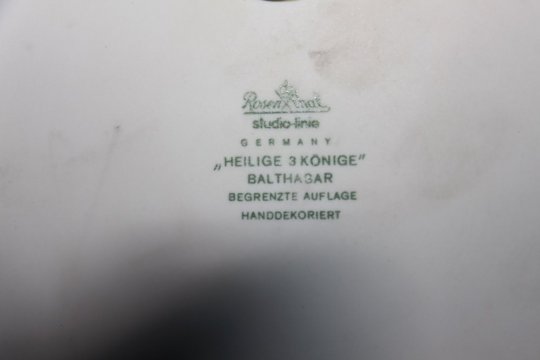 Rosenthal
studio-linie
GERMANY
„HEILIGE 3 KÖNIGE"
BALTHASAR
BEGRENZTE AUFLAGE
HANDDEKORIERT